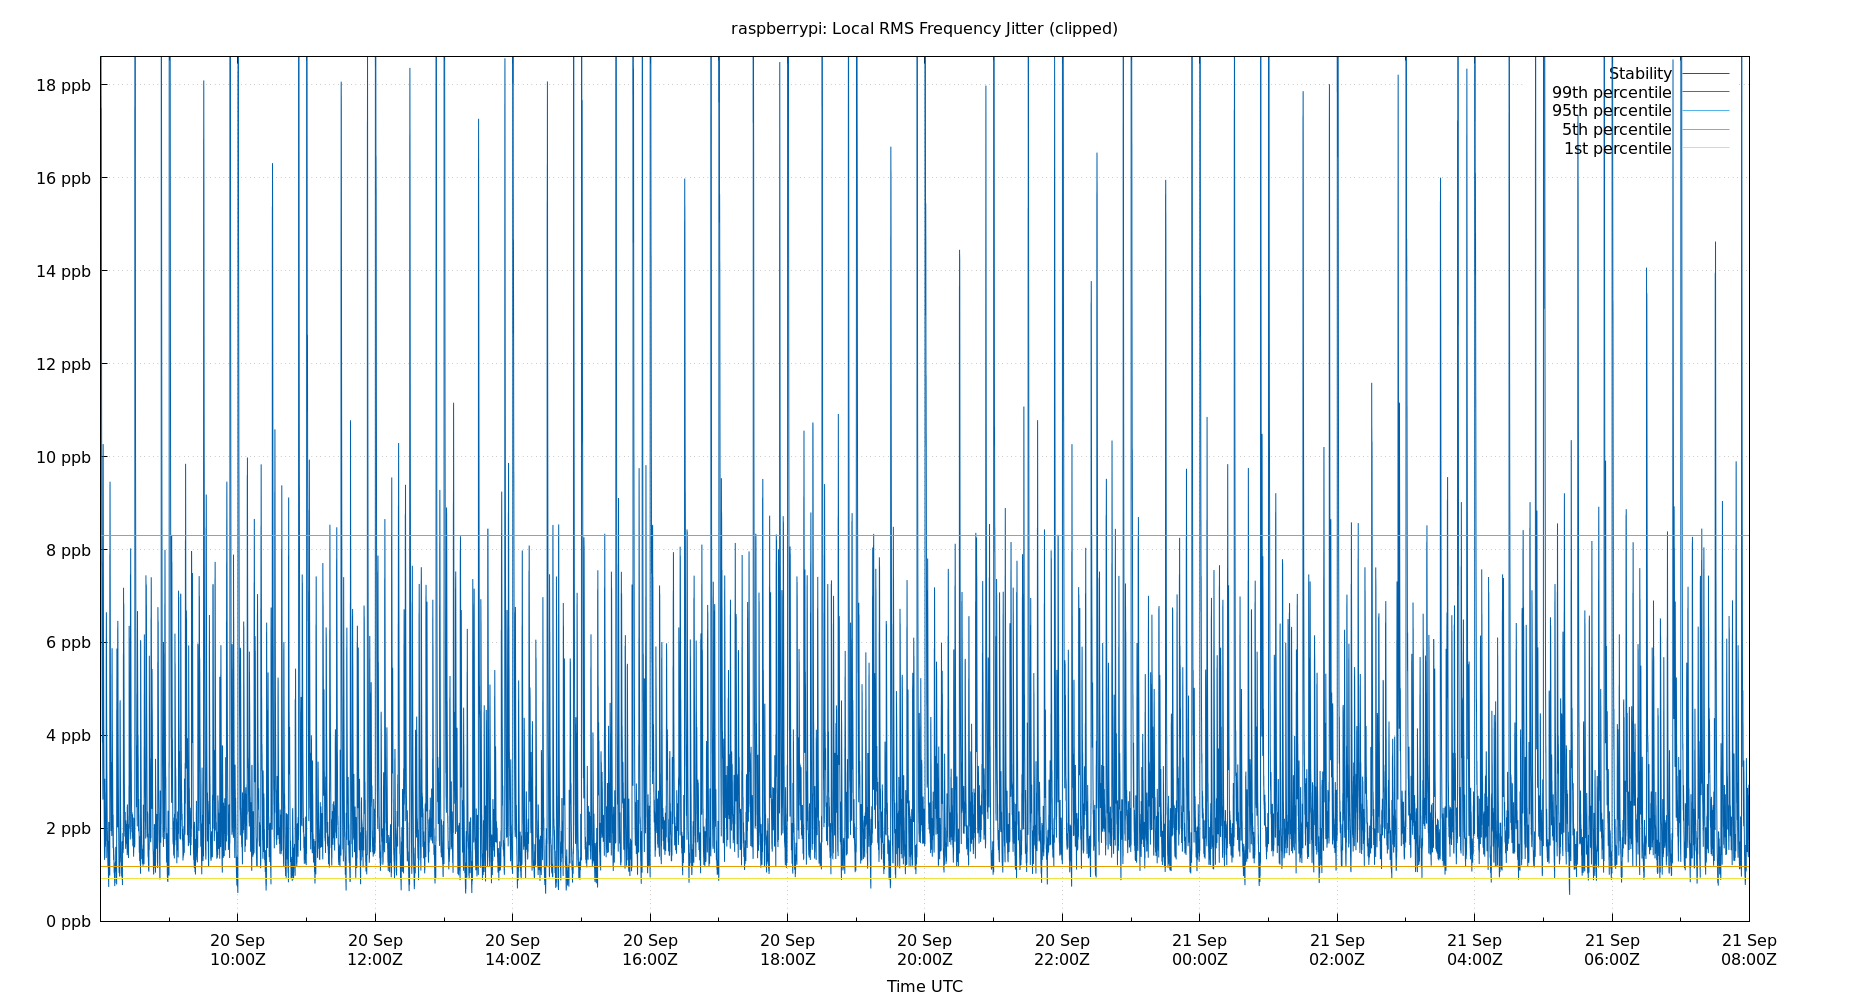 raspberrypi: Local RMS Frequency Jitter (clipped)
Stability
99th percentile
95th percentile
5th percentile
1st percentile
18 ppb
16 ppb
14 ppb
12 ppb
10 ppb
8 ppb
6 ppb
4 ppb
2 ppb
0 ppb
20 Sep 20 Sep 20 Sep 20 Sep 20 Sep 20 Sep 20 Sep 21 Sep 21 Sep 21 Sep 21 Sep 21 Sep
10:00Z 12:00Z 14:00Z 16:00Z 18:00Z 20:00Z 22:00Z 00:00Z 02:00Z 04:00Z 06:00Z 08:00Z
Time UTC